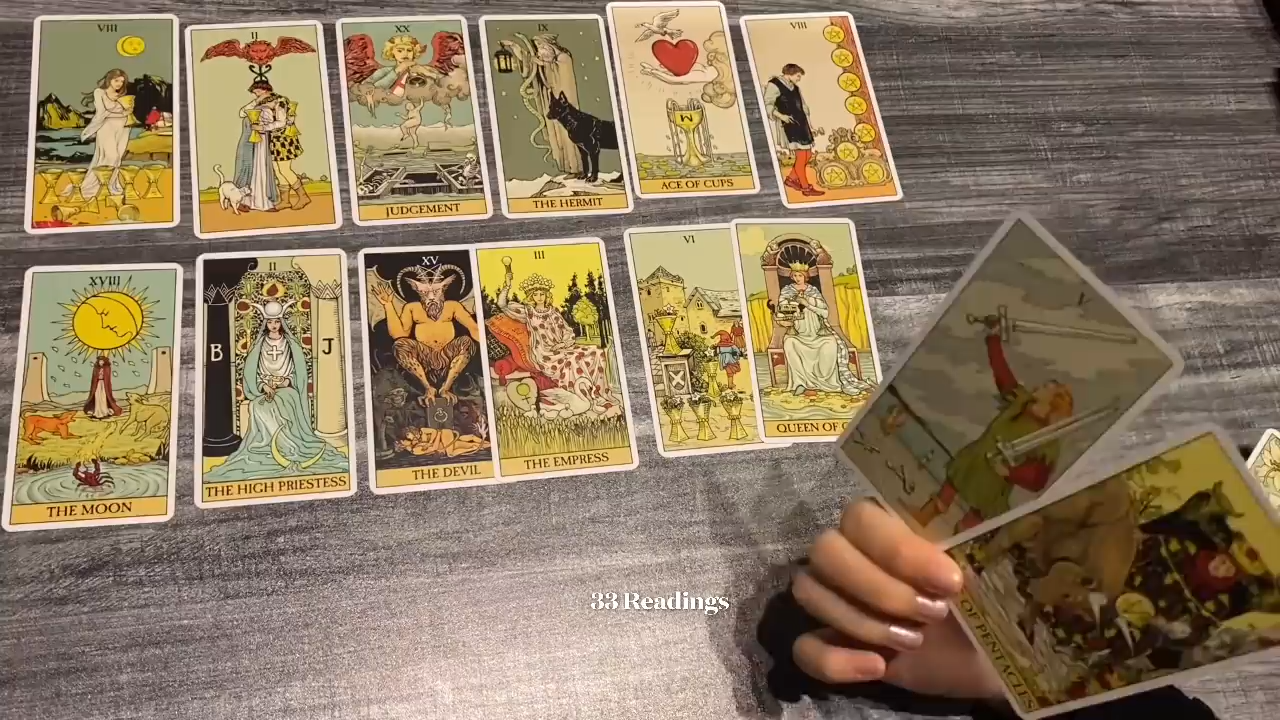 VIII
II
XX
JUDGEMENT
IX
THE HERMIT
ACE OF CUPS
VIII
XVIII
THE MOON
II
B
J
THE HIGH PRIESTESS
XV
THE DEVIL
III
THE EMPRESS
VI
QUEEN OF
V
OF PENTACLES
33 Readings